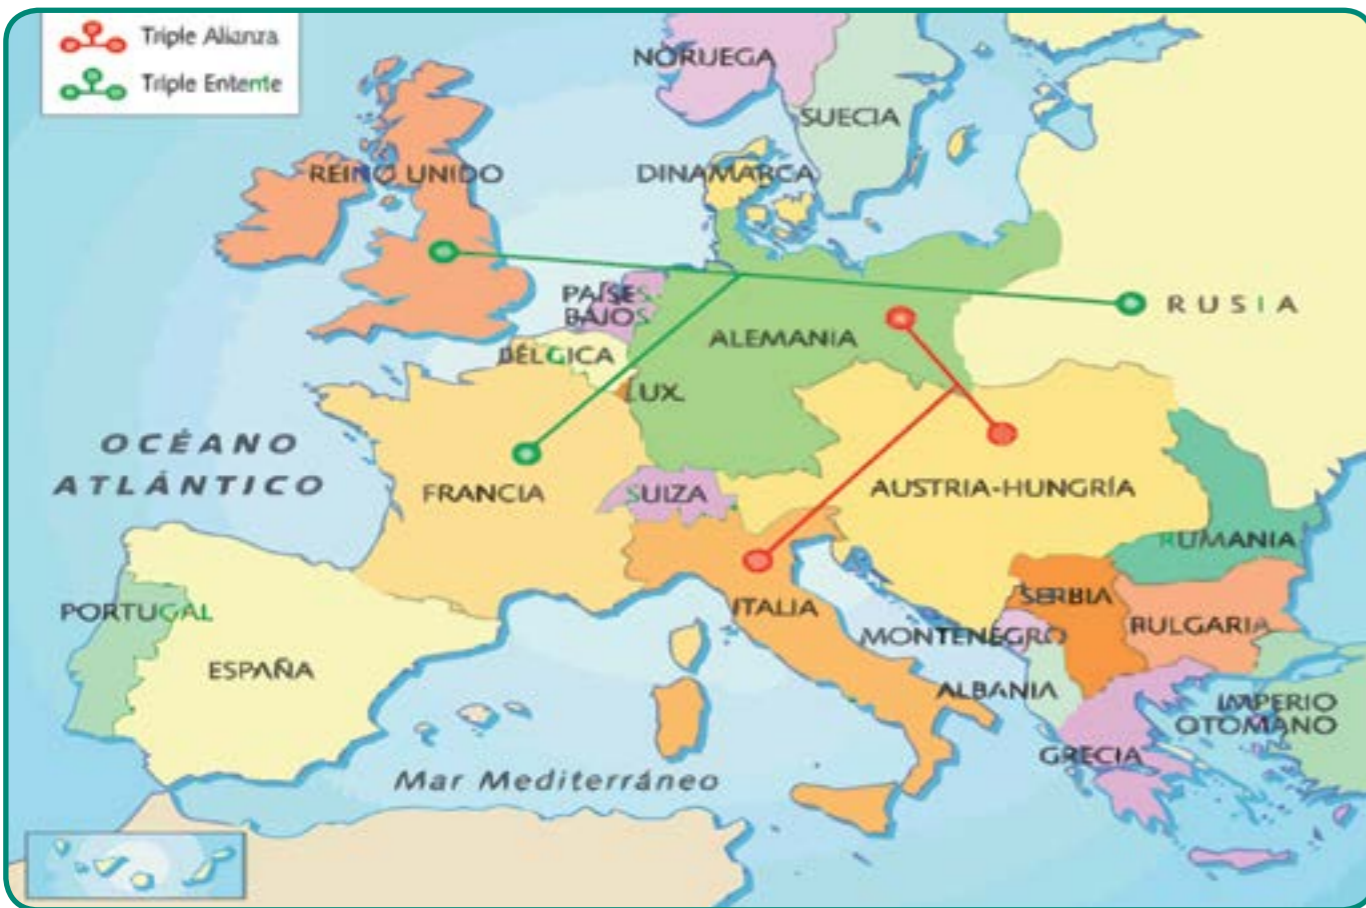 Triple Alianza
Triple Entente
NORUEGA
SUECIA
REINO UNIDO
DINAMARCA
PAÍSES
BAJOS
RUSIA
ALEMANIA
BÉLGICA
LUX.
OCÉANO
ATLÁNTICO
FRANCIA
SUIZA
AUSTRIA-HUNGRÍA
RUMANIA
PORTUGAL
ITALIA
SERBIA
BULGARIA
MONTENEGRO
ESPAÑA
ALBANIA
IMPERIO
OTOMANO
GRECIA
Mar Mediterráneo